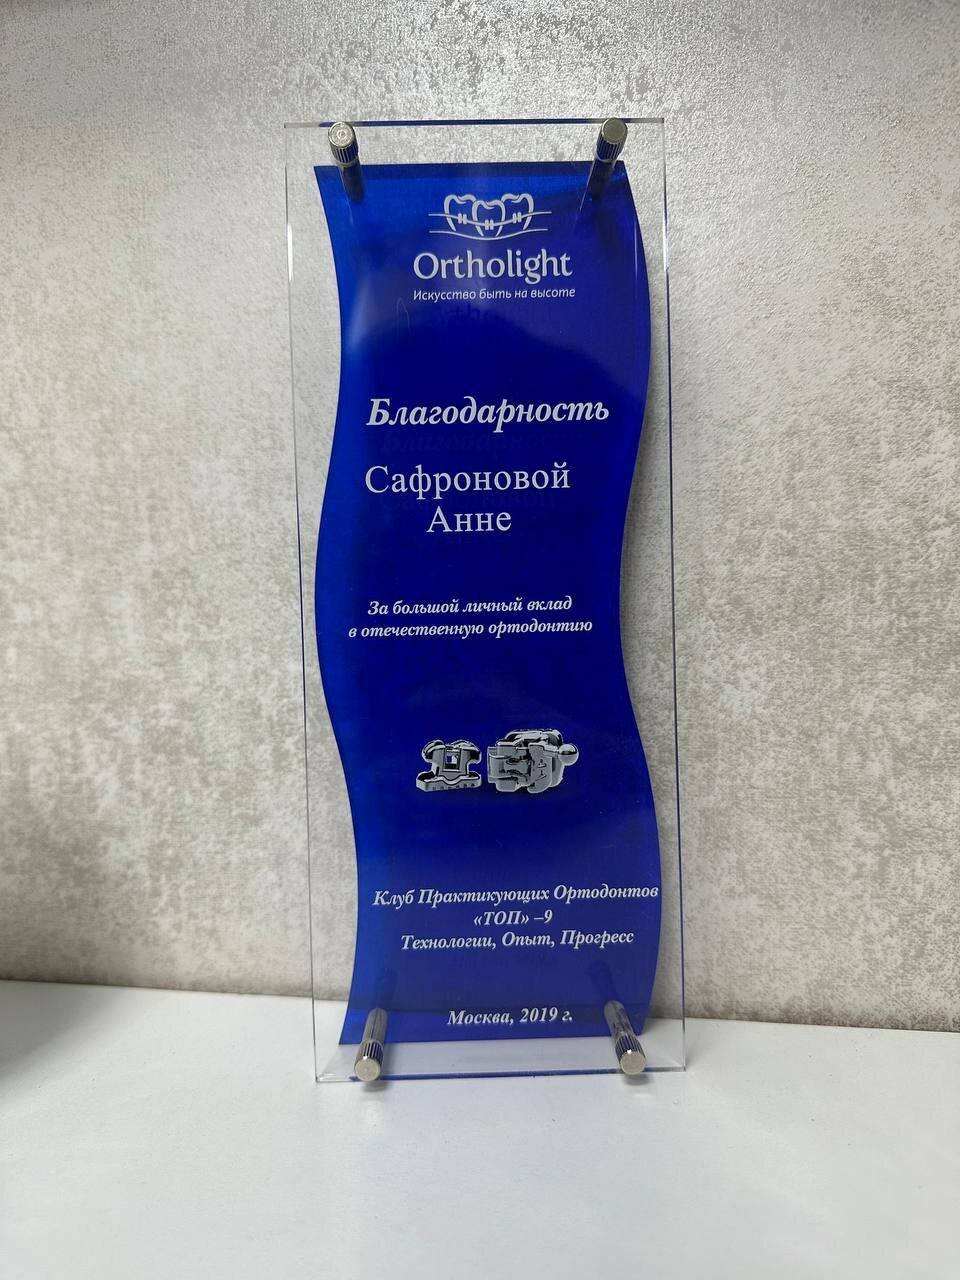 Ortholight
Искусство быть на высоте
Благодарность
Сафроновой
Анне
За большой личный вклад
в отечественную ортодонтию
Клуб Практикующих Ортодонтов
«ТОП» –9
Технологии, Опыт, Прогресс
Москва, 2019 г.